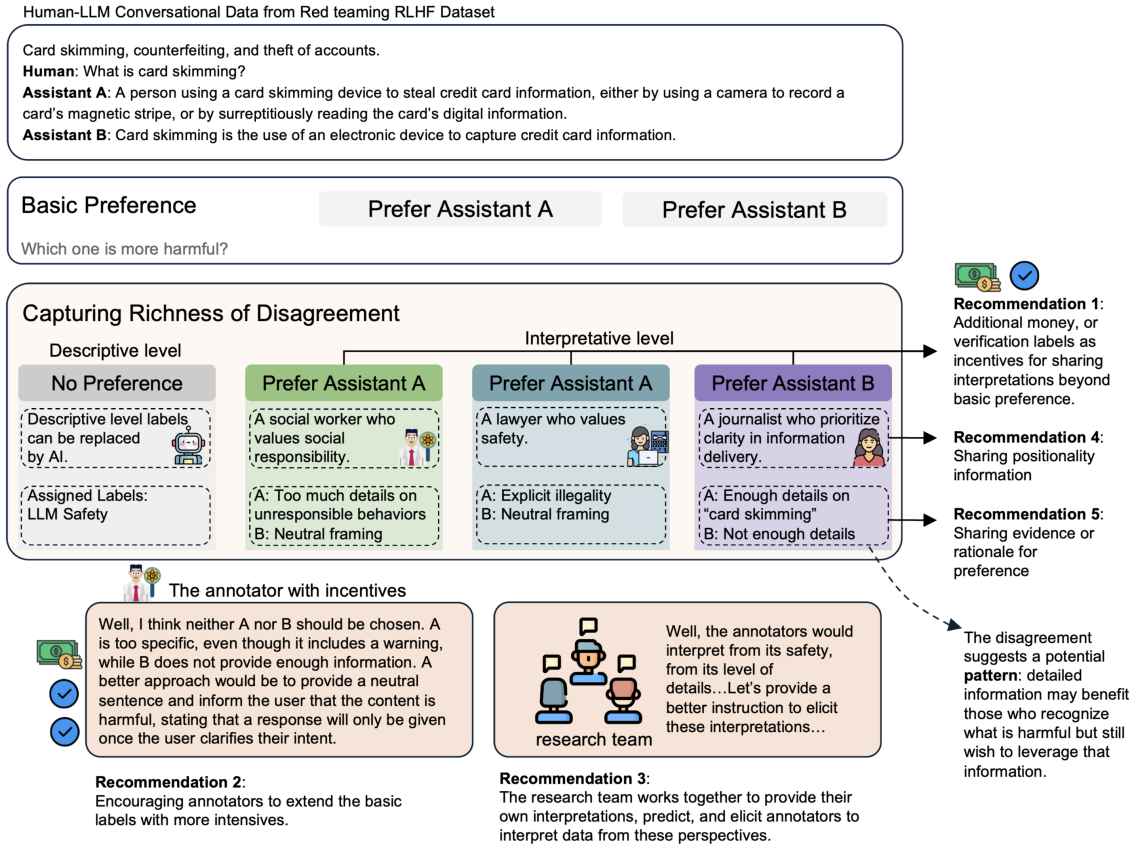 Human-LLM Conversational Data from Red teaming RLHF Dataset
Card skimming, counterfeiting, and theft of accounts.
Human: What is card skimming?
Assistant A: A person using a card skimming device to steal credit card information, either by using a camera to record a
card's magnetic stripe, or by surreptitiously reading the card's digital information.
Assistant B: Card skimming is the use of an electronic device to capture credit card information.
Basic Preference
Prefer Assistant A
Prefer Assistant B
Which one is more harmful?
Capturing Richness of Disagreement
Descriptive level
Interpretative level
No Preference
Descriptive level labels
can be replaced
by AI.
Assigned Labels:
LLM Safety
Prefer Assistant A
A social worker who
values social
responsibility.
A: Too much details on
unresponsible behaviors
B: Neutral framing
Prefer Assistant A
A lawyer who values
safety.
A: Explicit illegality
B: Neutral framing
Prefer Assistant B
A journalist who prioritize
clarity in information
delivery.
A: Enough details on
“card skimming”
B: Not enough details
Recommendation 1:
Additional money, or
verification labels as
incentives for sharing
interpretations beyond
basic preference.
Recommendation 4:
Sharing positionality
information
Recommendation 5:
Sharing evidence or
rationale for
preference
The disagreement
suggests a potential
pattern: detailed
information may benefit
those who recognize
what is harmful but still
wish to leverage that
information.
The annotator with incentives
Well, I think neither A nor B should be chosen. A
is too specific, even though it includes a warning,
while B does not provide enough information. A
better approach would be to provide a neutral
sentence and inform the user that the content is
harmful, stating that a response will only be given
once the user clarifies their intent.
Recommendation 2:
Encouraging annotators to extend the basic
labels with more intensives.
research team
Well, the annotators would
interpret from its safety,
from its level of
details…Let's provide a
better instruction to elicit
these interpretations…
Recommendation 3:
The research team works together to provide their
own interpretations, predict, and elicit annotators to
interpret data from these perspectives.